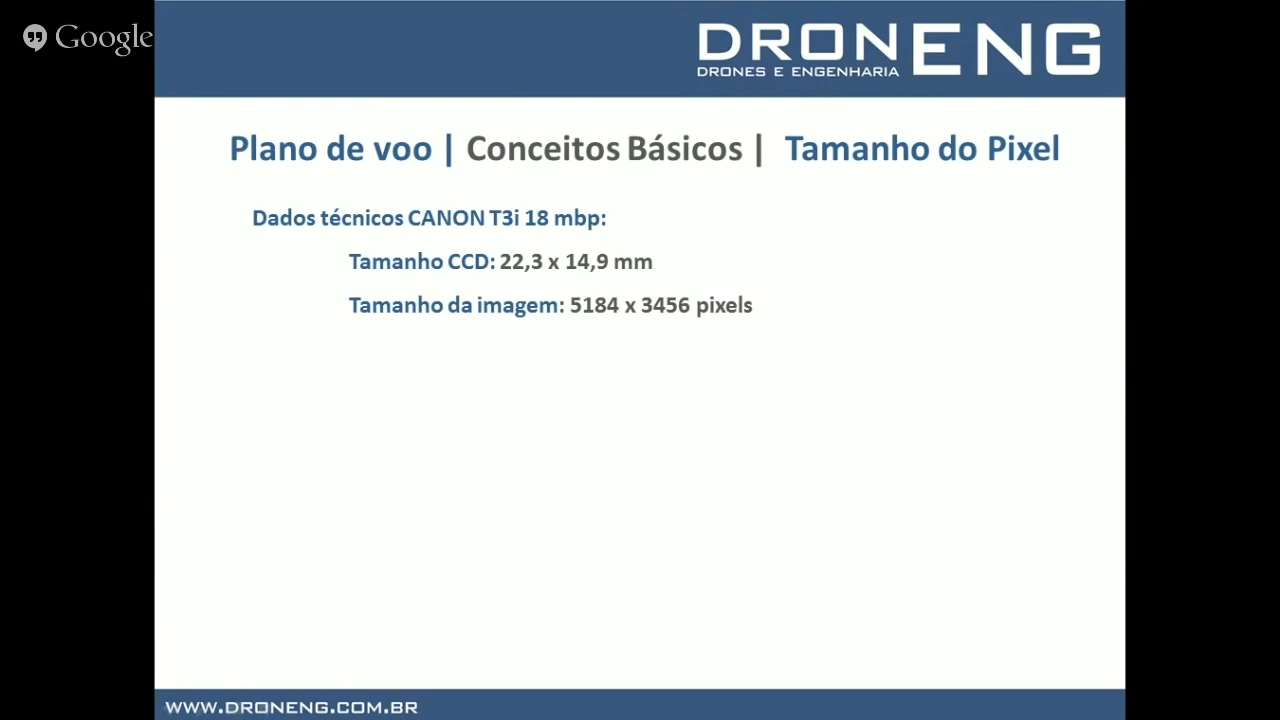 Google
DRONENG
DRONES E ENGENHARIA
Plano de voo | Conceitos Básicos | Tamanho do Pixel
Dados técnicos CANON T3i 18 mbp:
Tamanho CCD: 22,3 x 14,9 mm
Tamanho da imagem: 5184 x 3456 pixels
WWW.DRONENG.COM.BR